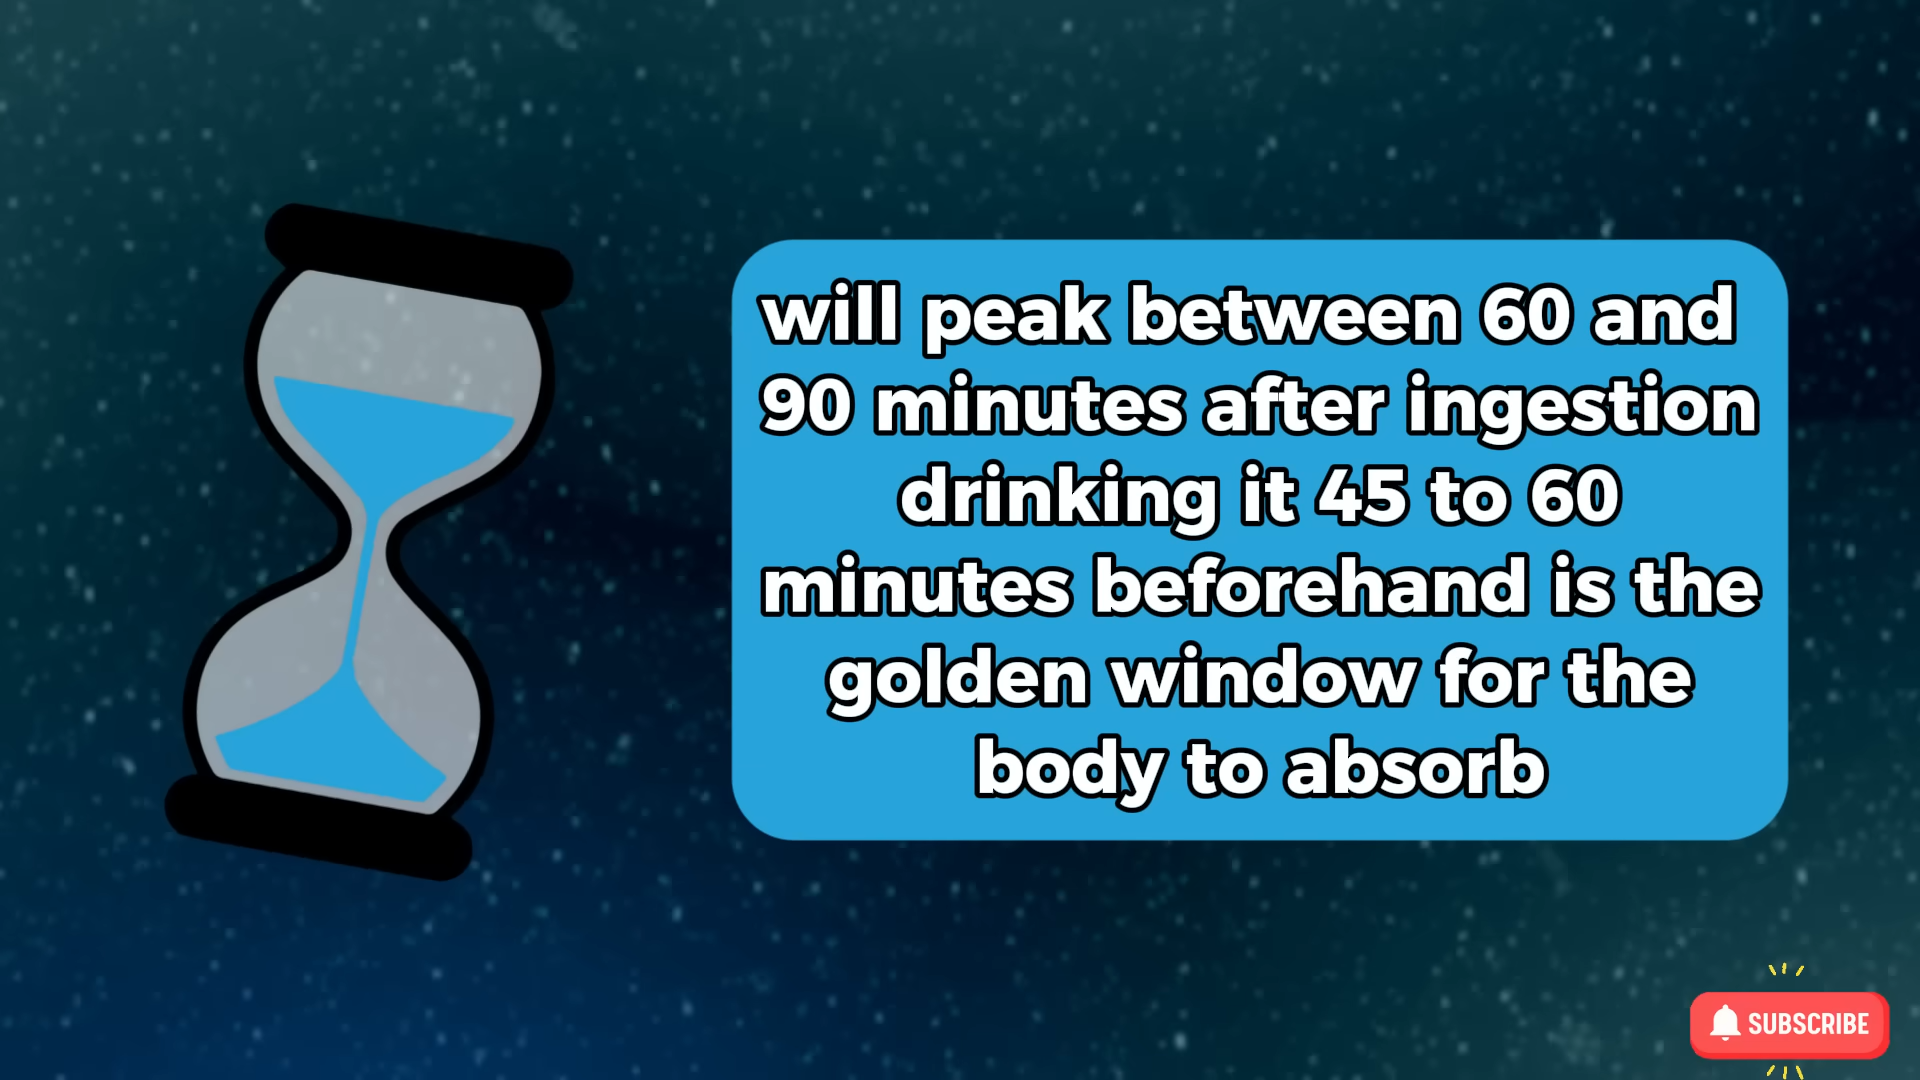 will peak between 60 and
90 minutes after ingestion
drinking it 45 to 60
minutes beforehand is the
golden window for the
body to absorb
SUBSCRIBE